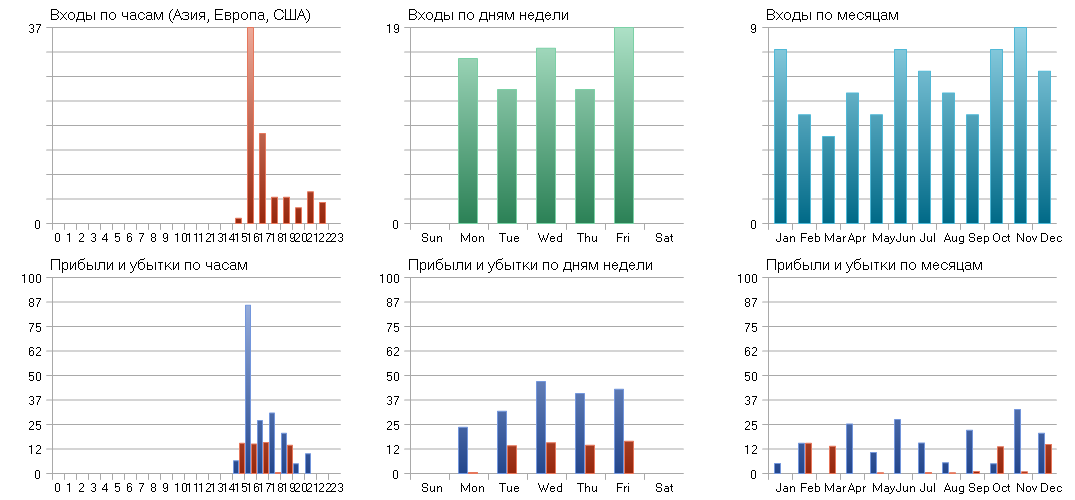 Входы по часам (Азия, Европа, США)
37
0
0 1 2 3 4 5 6 7 8 9 10 11 12 13 14 15 16 17 18 19 20 21 22 23
Входы по дням недели
19
0
Sun Mon Tue Wed Thu Fri Sat
Входы по месяцам
9
0
Jan Feb Mar Apr May Jun Jul Aug Sep Oct Nov Dec
Прибыли и убытки по часам
100
87
75
62
50
37
25
12
0
0 1 2 3 4 5 6 7 8 9 10 11 12 13 14 15 16 17 18 19 20 21 22 23
Прибыли и убытки по дням недели
100
87
75
62
50
37
25
12
0
Sun Mon Tue Wed Thu Fri Sat
Прибыли и убытки по месяцам
100
87
75
62
50
37
25
12
0
Jan Feb Mar Apr May Jun Jul Aug Sep Oct Nov Dec